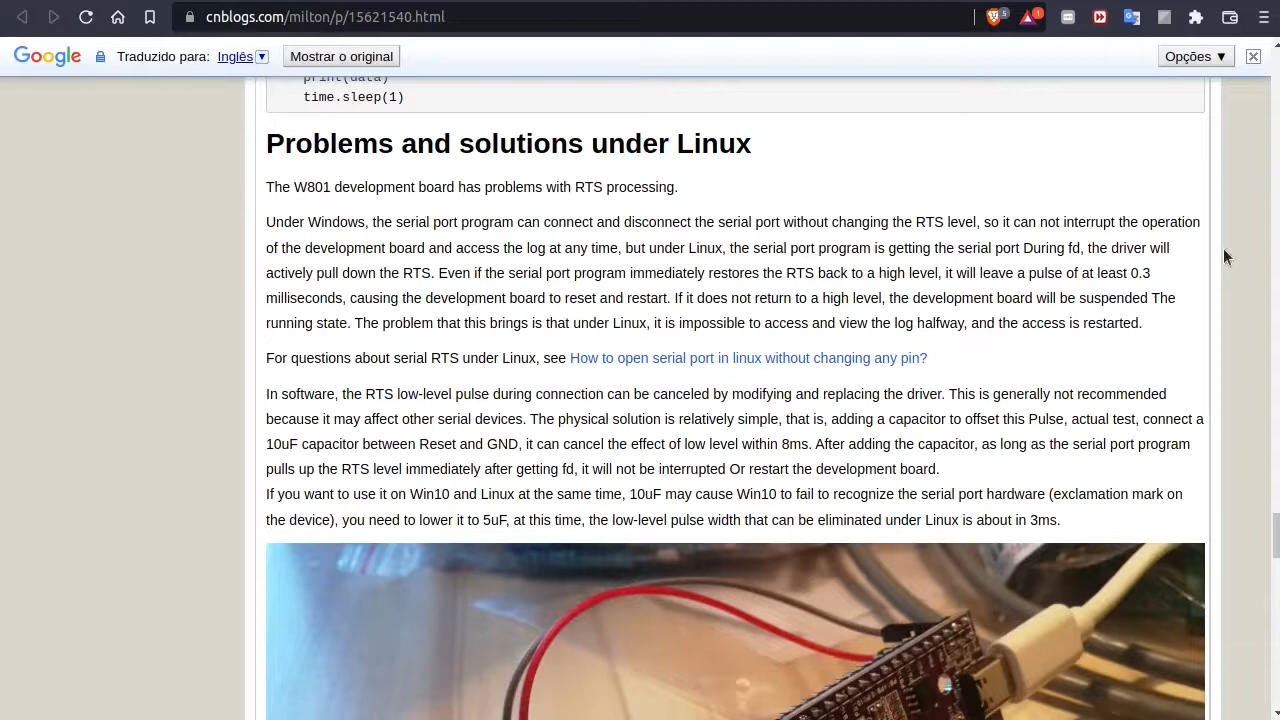 cnblogs.com/milton/p/15621540.html
5
1
Google
Traduzido para: Inglês ▼
Mostrar o original
Opções ▼
print(data)
time.sleep(1)
Problems and solutions under Linux
The W801 development board has problems with RTS processing.
Under Windows, the serial port program can connect and disconnect the serial port without changing the RTS level, so it can not interrupt the operation
of the development board and access the log at any time, but under Linux, the serial port program is getting the serial port During fd, the driver will
actively pull down the RTS. Even if the serial port program immediately restores the RTS back to a high level, it will leave a pulse of at least 0.3
milliseconds, causing the development board to reset and restart. If it does not return to a high level, the development board will be suspended The
running state. The problem that this brings is that under Linux, it is impossible to access and view the log halfway, and the access is restarted.
For questions about serial RTS under Linux, see How to open serial port in linux without changing any pin?
In software, the RTS low-level pulse during connection can be canceled by modifying and replacing the driver. This is generally not recommended
because it may affect other serial devices. The physical solution is relatively simple, that is, adding a capacitor to offset this Pulse, actual test, connect a
10uF capacitor between Reset and GND, it can cancel the effect of low level within 8ms. After adding the capacitor, as long as the serial port program
pulls up the RTS level immediately after getting fd, it will not be interrupted Or restart the development board.
If you want to use it on Win10 and Linux at the same time, 10uF may cause Win10 to fail to recognize the serial port hardware (exclamation mark on
the device), you need to lower it to 5uF, at this time, the low-level pulse width that can be eliminated under Linux is about in 3ms.